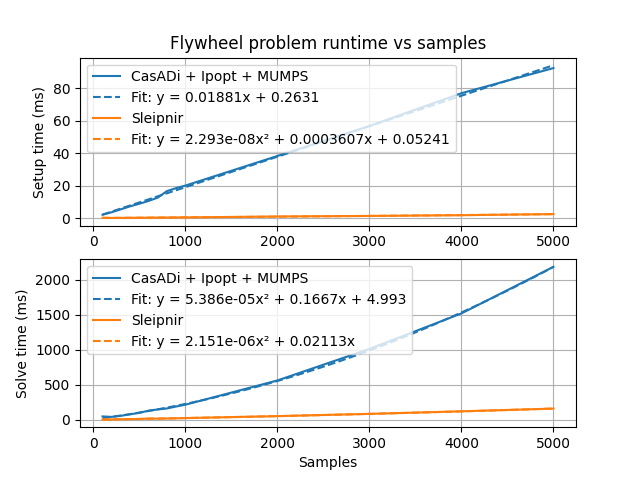 Flywheel problem runtime vs samples
Setup time (ms)
80
60
40
20
0
CasADi + Ipopt + MUMPS
Fit: y = 0.01881x + 0.2631
Sleipnir
Fit: y = 2.293e-08x² + 0.0003607x + 0.05241
0 1000 2000 3000 4000 5000
Solve time (ms)
2000
1500
1000
500
0
CasADi + Ipopt + MUMPS
Fit: y = 5.386e-05x² + 0.1667x + 4.993
Sleipnir
Fit: y = 2.151e-06x² + 0.02113x
0 1000 2000 3000 4000 5000
Samples